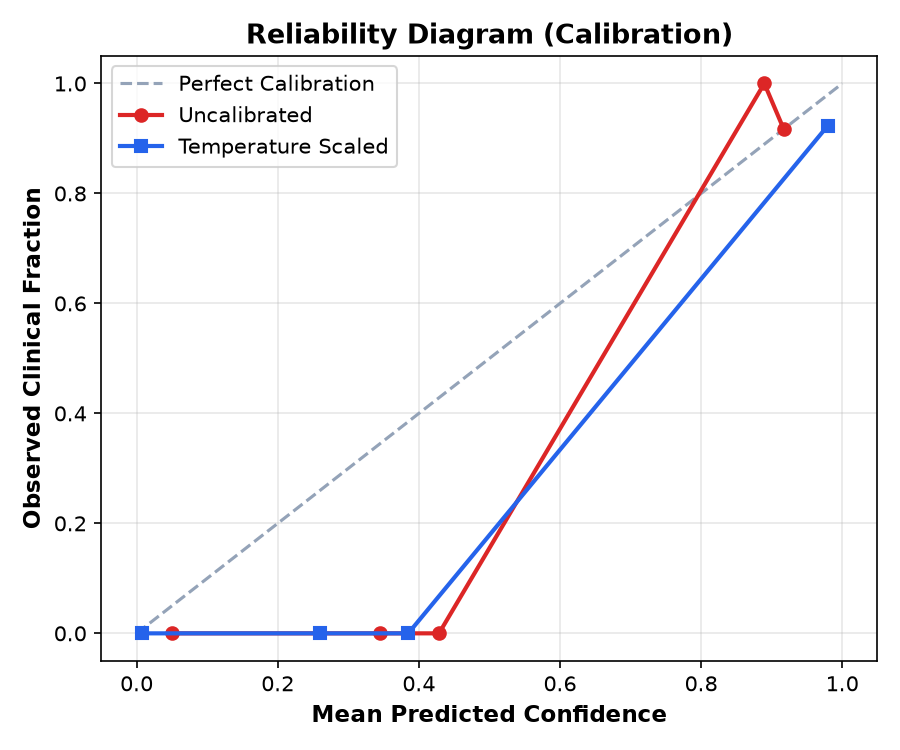 Reliability Diagram (Calibration)
Perfect Calibration
Uncalibrated
Temperature Scaled
Observed Clinical Fraction
1.0
0.8
0.6
0.4
0.2
0.0
0.0 0.2 0.4 0.6 0.8 1.0
Mean Predicted Confidence